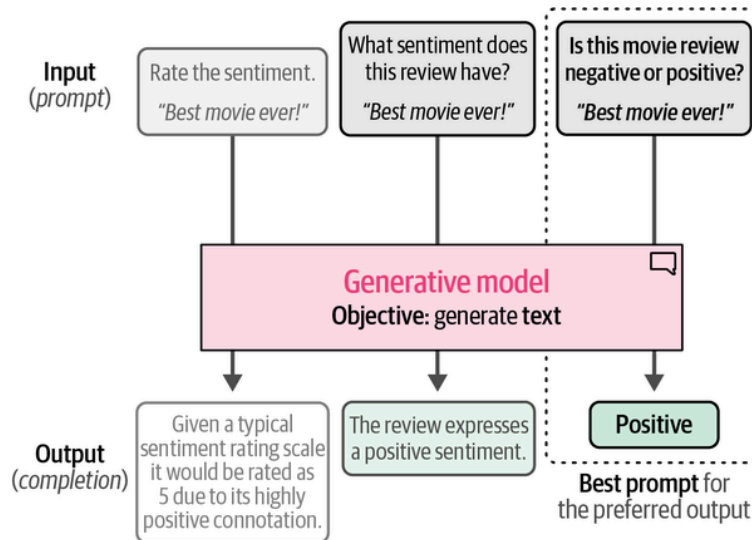 Input
(prompt)
Rate the sentiment.
"Best movie ever!"
What sentiment does
this review have?
"Best movie ever!"
Is this movie review
negative or positive?
"Best movie ever!"
Generative model
Objective: generate text
Output
(completion)
Given a typical
sentiment rating scale
it would be rated as
5 due to its highly
positive connotation.
The review expresses
a positive sentiment.
Positive
Best prompt for
the preferred output